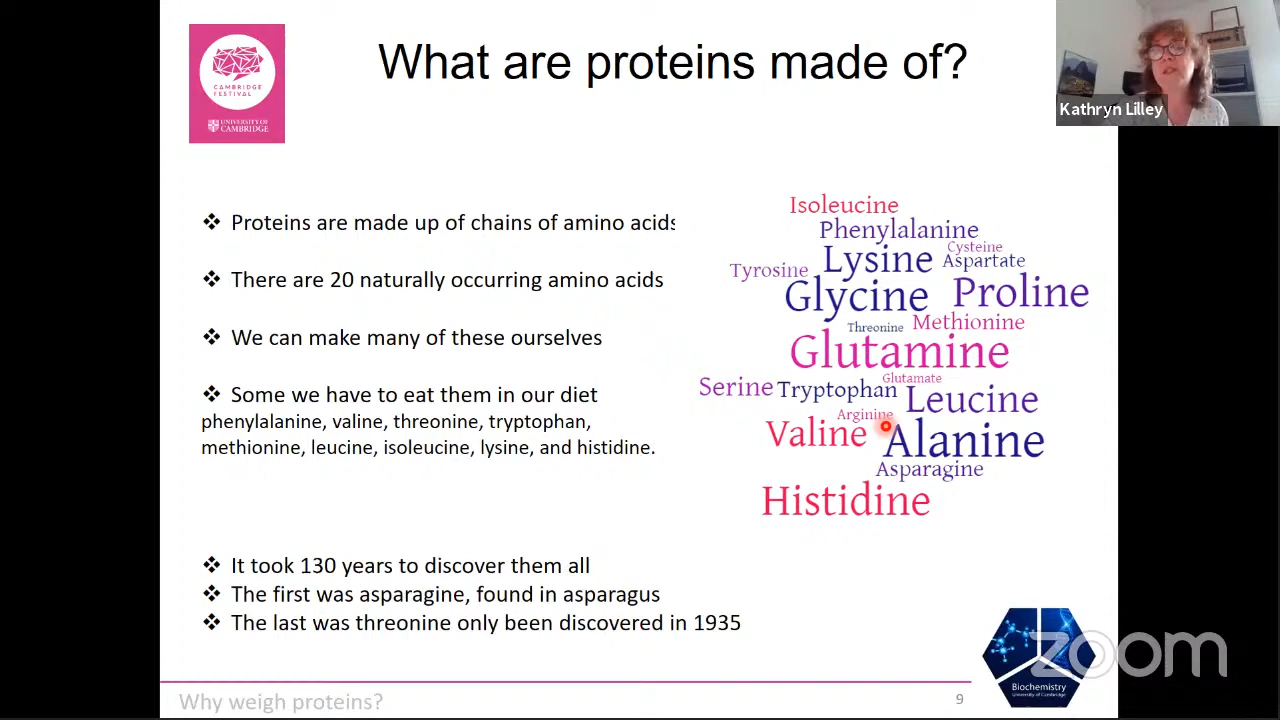 What are proteins made of?
CAMBRIDGE
FESTIVAL
UNIVERSITY OF
CAMBRIDGE
Kathryn Lilley
❖ Proteins are made up of chains of amino acids
❖ There are 20 naturally occurring amino acids
❖ We can make many of these ourselves
❖ Some we have to eat them in our diet
phenylalanine, valine, threonine, tryptophan,
methionine, leucine, isoleucine, lysine, and histidine.
Isoleucine
Phenylalanine
Cysteine
Lysine Aspartate
Tyrosine
Glycine Proline
Threonine Methionine
Glutamine
Glutamate
Serine Tryptophan Leucine
Arginine
Valine Alanine
Asparagine
Histidine
❖ It took 130 years to discover them all
❖ The first was asparagine, found in asparagus
❖ The last was threonine only been discovered in 1935
zoom
Biochemistry
University of Cambridge
Why weigh proteins?
9